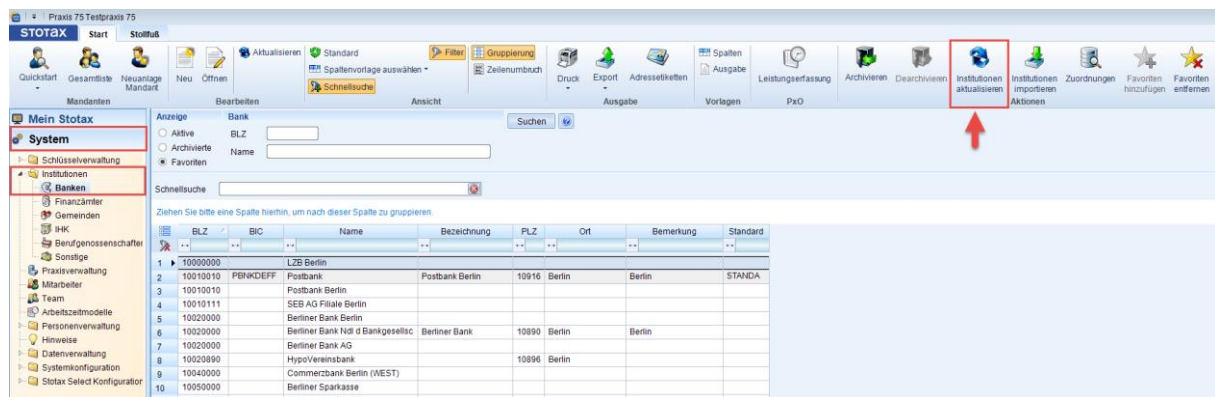 Praxis 75 Testpraxis 75
STOTAX Start Stollfuß
Quickstart
Gesamtliste
Neuanlage Mandant
Mandanten
Neu
Öffnen
Bearbeiten
Aktualisieren
Standard
Spaltenvorlage auswählen
Schnellsuche
Filter
Gruppierung
Zeilenumbruch
Ansicht
Druck
Export
Adressetiketten
Ausgabe
Spalten
Ausgabe
Vorlagen
Leistungserfassung
PxO
Archivieren
Dearchivieren
Institutionen aktualisieren
Institutionen importieren
Zuordnungen
Favoriten hinzufügen
Favoriten entfernen
Aktionen
Mein Stotax
System
Schlüsselverwaltung
Institutionen
Banken
Finanzämter
Gemeinden
IHK
Berufgenossenschafter
Sonstige
Praxisverwaltung
Mitarbeiter
Team
Arbeitszeitmodelle
Personenverwaltung
Hinweise
Datenverwaltung
Systemkonfiguration
Stotax Select Konfiguration
Anzeige
Aktive
Archivierte
Favoriten
Bank
BLZ
Name
Suchen
Schnellsuche
Ziehen Sie bitte eine Spalte hierhin, um nach dieser Spalte zu gruppieren.
BLZ BIC Name Bezeichnung PLZ Ort Bemerkung Standard
1 10000000 LZB Berlin
2 10010010 PBNKDEFF Postbank Postbank Berlin 10916 Berlin Berlin STANDA
3 10010010 Postbank Berlin
4 10010111 SEB AG Filiale Berlin
5 10020000 Berliner Bank Berlin
6 10020000 Berliner Bank Ndl d Bankgesellsc Berliner Bank 10890 Berlin Berlin
7 10020000 Berliner Bank AG
8 10020890 HypoVereinsbank 10896 Berlin
9 10040000 Commerzbank Berlin (WEST)
10 10050000 Berliner Sparkasse